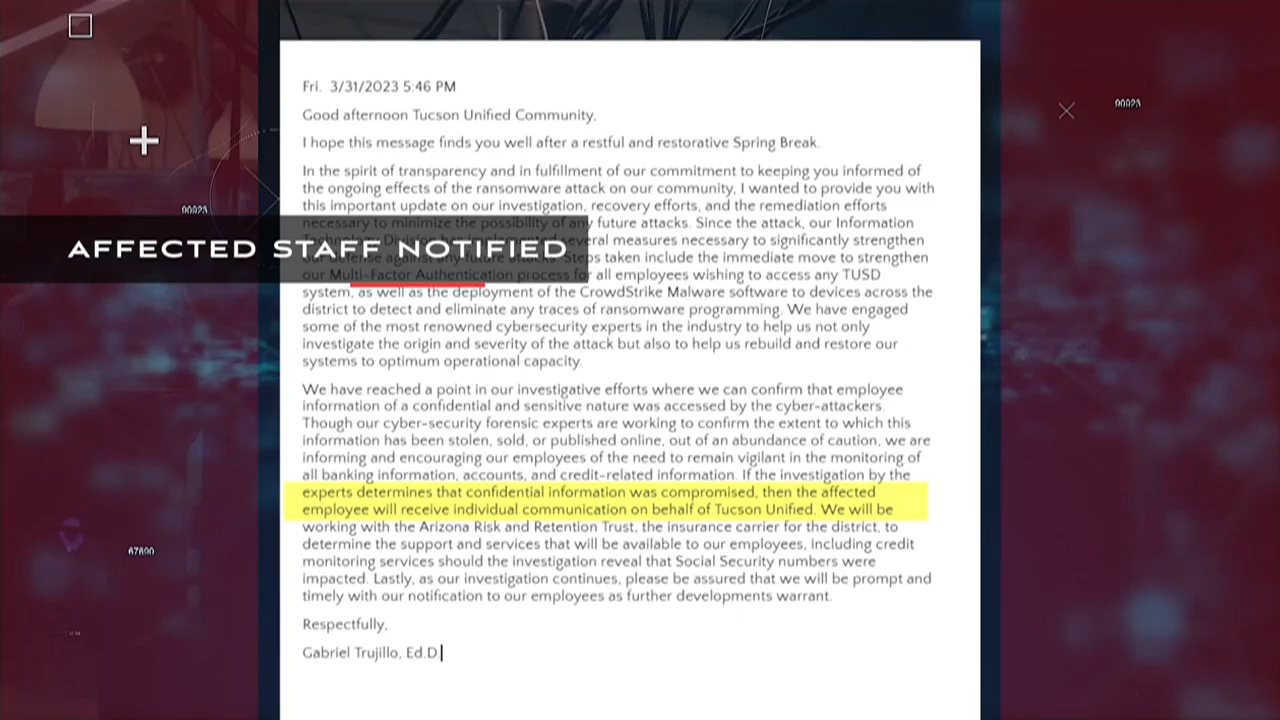 Fri. 3/31/2023 5:46 PM
Good afternoon Tucson Unified Community,
I hope this message finds you well after a restful and restorative Spring Break.
In the spirit of transparency and in fulfillment of our commitment to keeping you informed of
the ongoing effects of the ransomware attack on our community, I wanted to provide you with
this important update on our investigation, recovery efforts, and the remediation efforts
necessary to minimize the possibility of any future attacks. Since the attack, our Information
several measures necessary to significantly strengthen
our defense against any future attacks. Steps taken include the immediate move to strengthen
our Multi-Factor Authentication process for all employees wishing to access any TUSD
system, as well as the deployment of the CrowdStrike Malware software to devices across the
district to detect and eliminate any traces of ransomware programming. We have engaged
some of the most renowned cybersecurity experts in the industry to help us not only
investigate the origin and severity of the attack but also to help us rebuild and restore our
systems to optimum operational capacity.
We have reached a point in our investigative efforts where we can confirm that employee
information of a confidential and sensitive nature was accessed by the cyber-attackers.
Though our cyber-security forensic experts are working to confirm the extent to which this
information has been stolen, sold, or published online, out of an abundance of caution, we are
informing and encouraging our employees of the need to remain vigilant in the monitoring of
all banking information, accounts, and credit-related information. If the investigation by the
experts determines that confidential information was compromised, then the affected
employee will receive individual communication on behalf of Tucson Unified. We will be
working with the Arizona Risk and Retention Trust, the insurance carrier for the district, to
determine the support and services that will be available to our employees, including credit
monitoring services should the investigation reveal that Social Security numbers were
impacted. Lastly, as our investigation continues, please be assured that we will be prompt and
timely with our notification to our employees as further developments warrant.
Respectfully,
Gabriel Trujillo, Ed.D
AFFECTED STAFF NOTIFIED